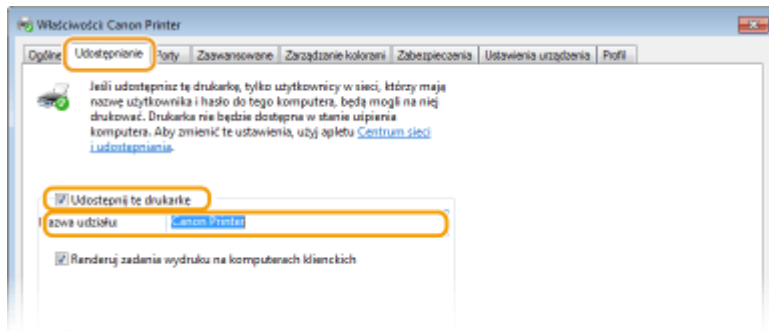 Właściwości: Canon Printer
Ogólne Udostępnianie Porty Zaawansowane Zarządzanie kolorami Zabezpieczenia Ustawienia urządzenia Profil
Jeśli udostępnisz tę drukarkę, tylko użytkownicy w sieci, którzy mają
nazwę użytkownika i hasło do tego komputera, będą mogli na niej
drukować. Drukarka nie będzie dostępna w stanie uśpienia
komputera. Aby zmienić te ustawienia, użyj apletu Centrum sieci
i udostępniania.
Udostępnij tę drukarkę
Nazwa udziału: Canon Printer
Renderuj zadania wydruku na komputerach klienckich